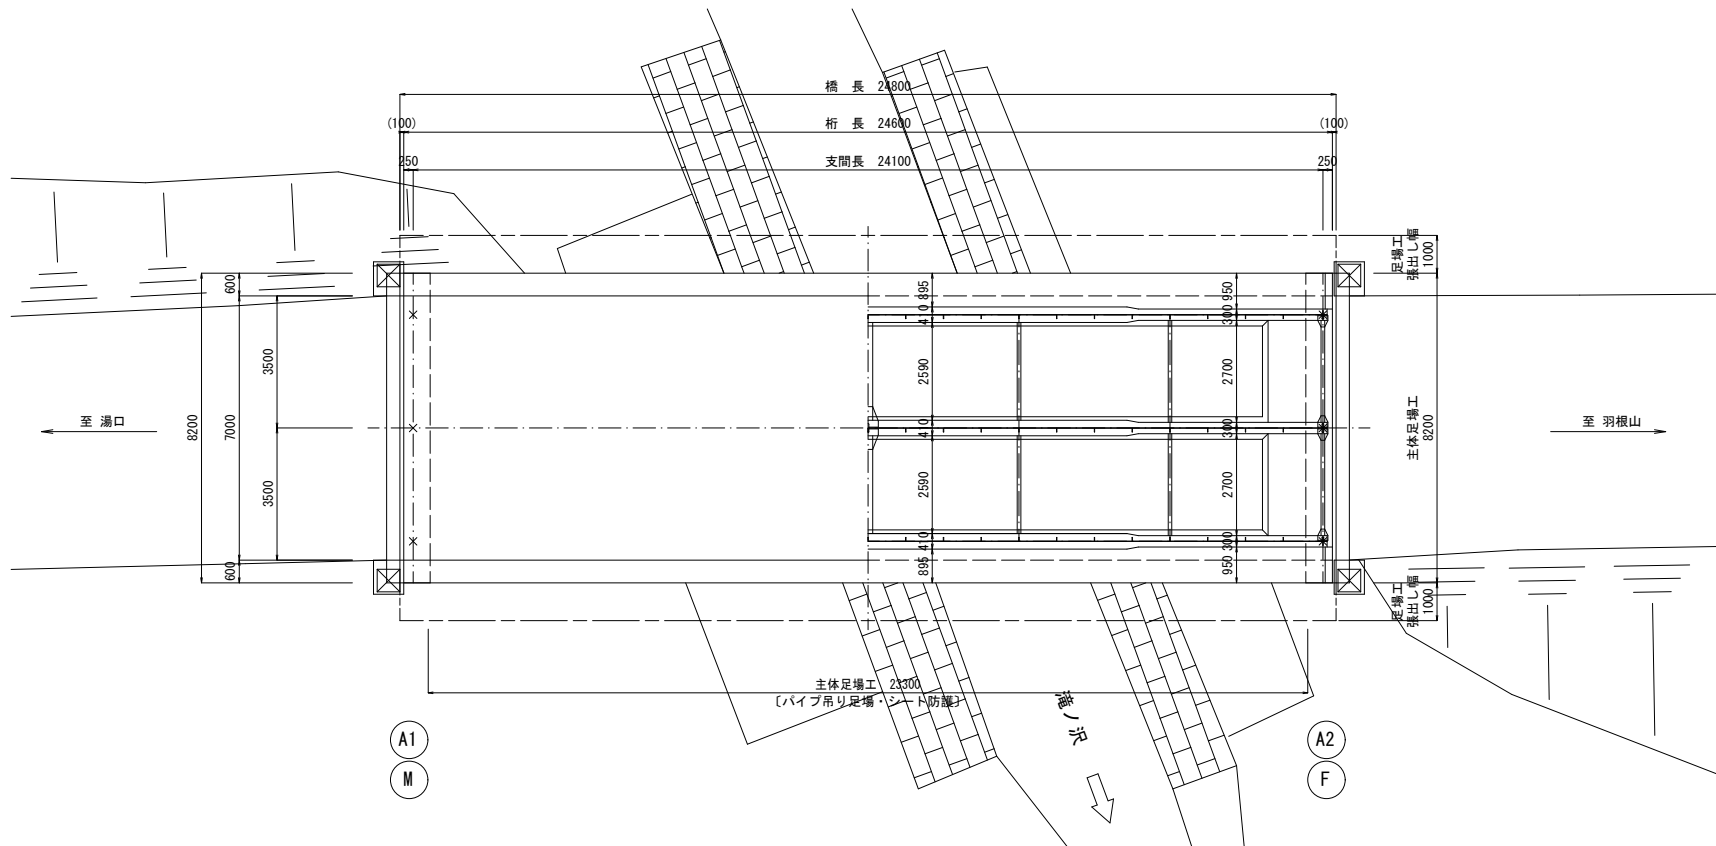 橋 長 24800
(100)
桁 長 24600
(100)
250
支間長 24100
250
足場工
張出し幅
1000
600
895
950
410
300
3500
2590
2700
至 湯口
8200
7000
410
300
主体足場工
8200
至 羽根山
3500
2590
2700
410
300
600
895
950
足場工
張出し幅
1000
主体足場工 23300
〔パイプ吊り足場・シート防護〕
滝ノ沢
A1
A2
M
F